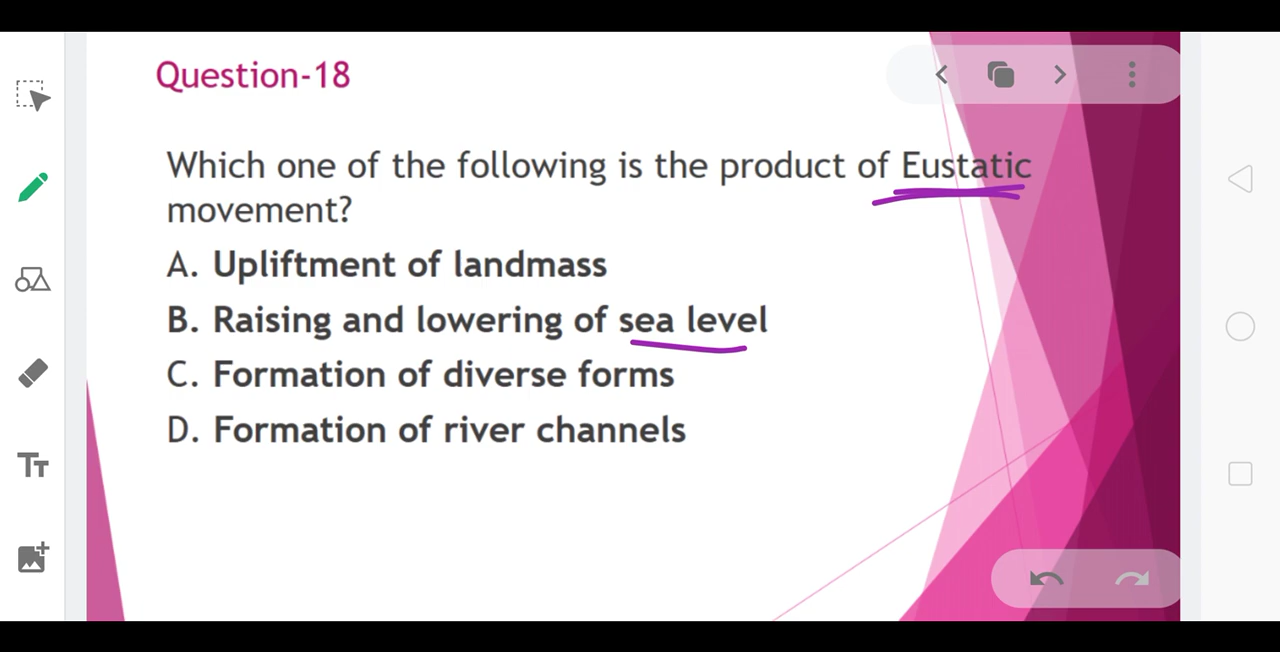 Question-18
Which one of the following is the product of Eustatic
movement?
A. Upliftment of landmass
B. Raising and lowering of sea level
C. Formation of diverse forms
D. Formation of river channels
TT